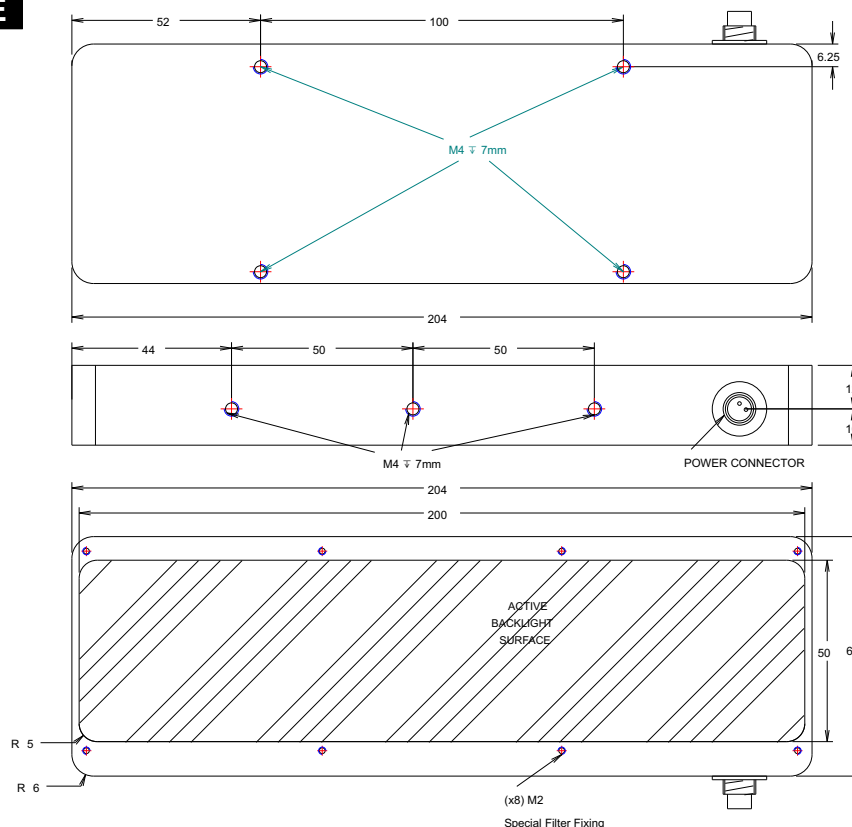 E
52
100
6.25
M4 ↧ 7mm
204
44
50
50
M4 ↧ 7mm
POWER CONNECTOR
204
200
ACTIVE
BACKLIGHT
SURFACE
50
R 5
R 6
(x8) M2
Special Filter Fixing